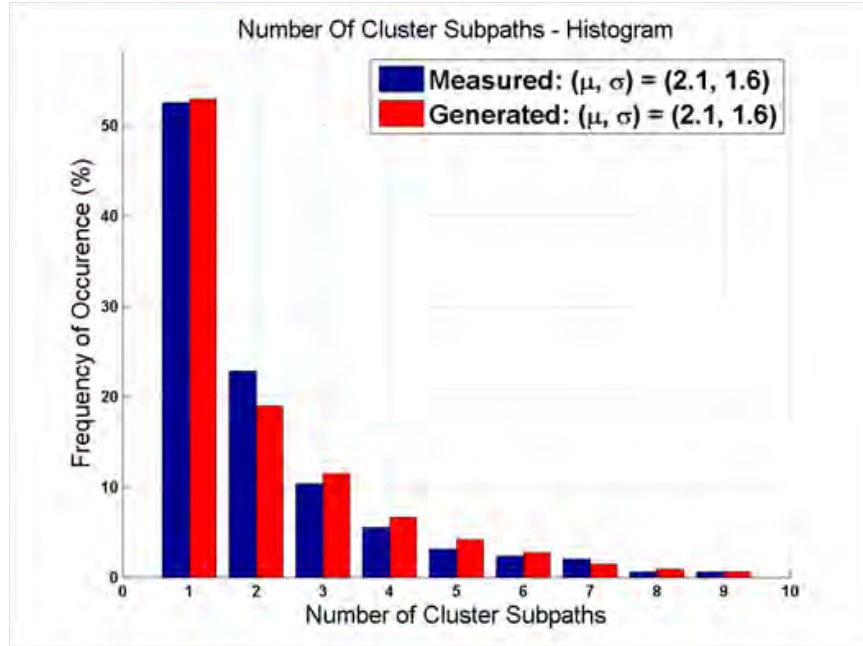 Number Of Cluster Subpaths - Histogram
Measured: (μ, σ) = (2.1, 1.6)
Generated: (μ, σ) = (2.1, 1.6)
Frequency of Occurence (%)
50
40
30
20
10
0
0 1 2 3 4 5 6 7 8 9 10
Number of Cluster Subpaths